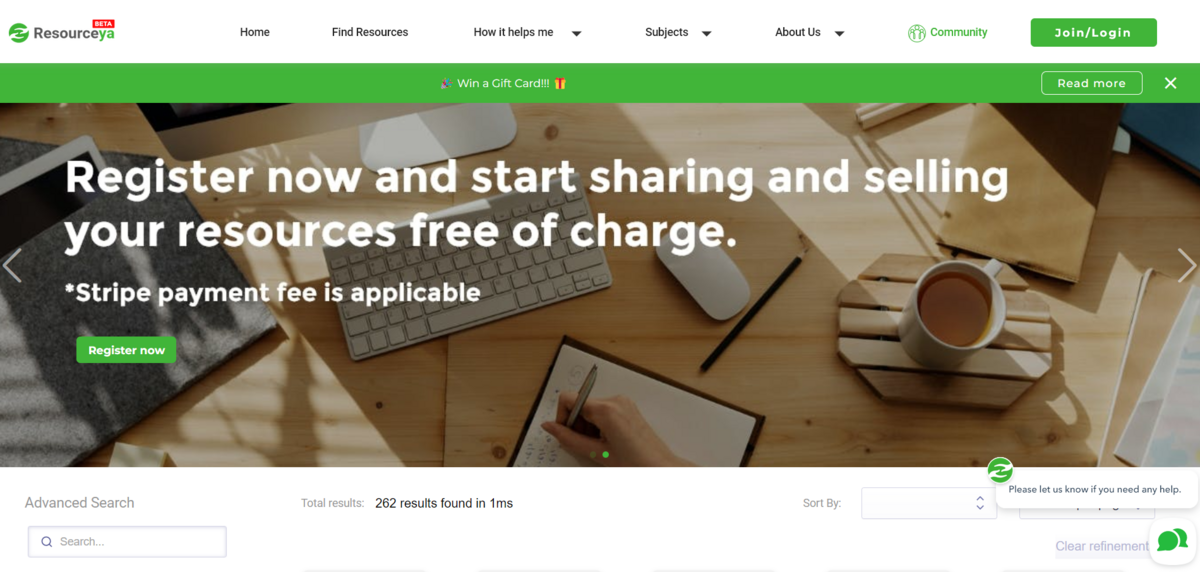 Resourceya
BETA
Home
Find Resources
How it helps me
Subjects
About Us
Community
Join/Login
🎉 Win a Gift Card!!! 🎁
Read more
Register now and start sharing and selling
your resources free of charge.
*Stripe payment fee is applicable
Register now
Advanced Search
Total results: 262 results found in 1ms
Sort By:
Please let us know if you need any help.
Search...
Clear refinement